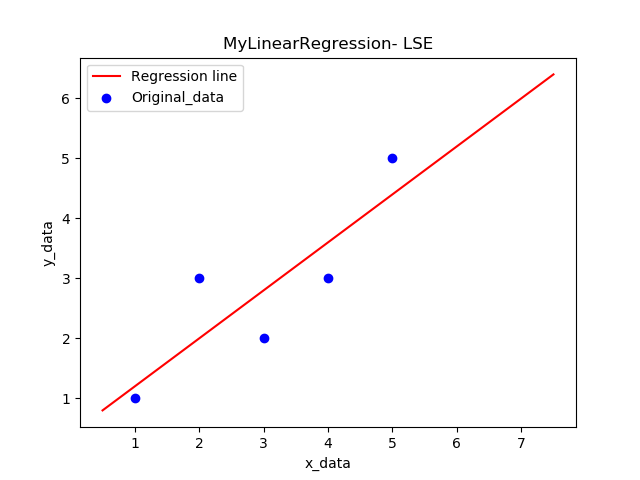 MyLinearRegression- LSE
Regression line
Original_data
6
5
4
3
2
1
y_data
1 2 3 4 5 6 7
x_data